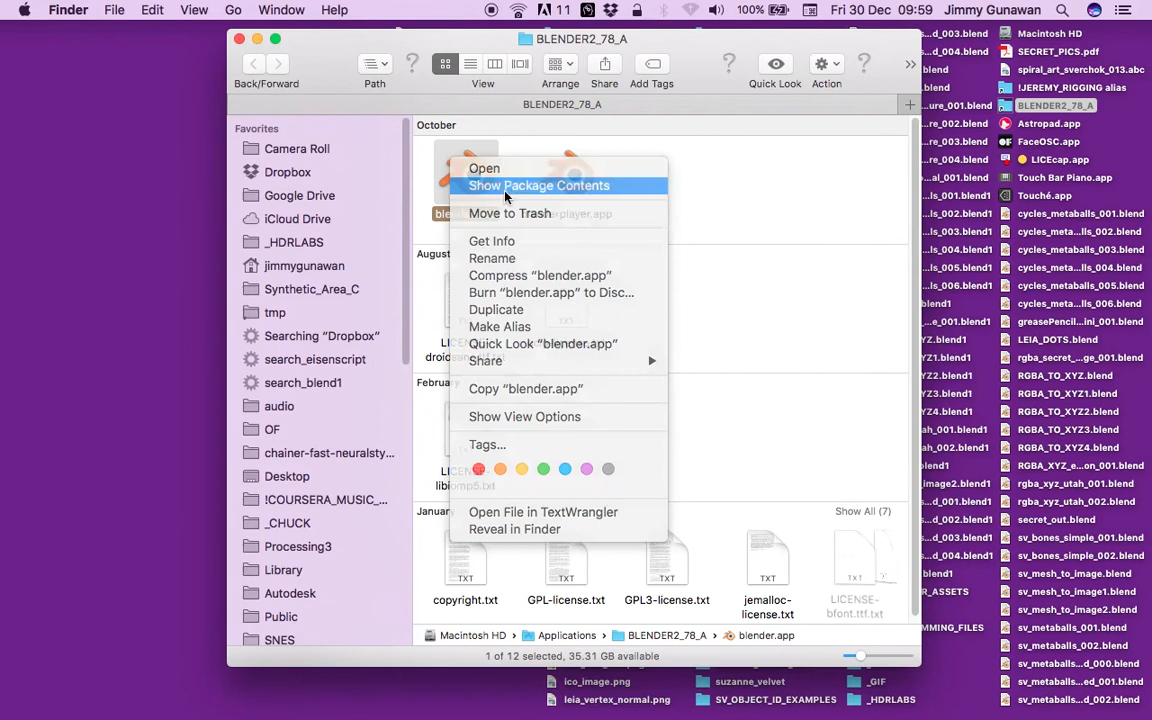 Finder File Edit View Go Window Help
11 100% Fri 30 Dec 09:59 Jimmy Gunawan
BLENDER2_78_A
Back/Forward Path View Arrange Share Add Tags Quick Look Action
BLENDER2_78_A
Favorites
Camera Roll
Dropbox
Google Drive
iCloud Drive
_HDRLABS
jimmygunawan
Synthetic_Area_C
tmp
Searching “Dropbox”
search_eisenscript
search_blend1
audio
OF
chainer-fast-neuralsty...
Desktop
!COURSERA_MUSIC_...
_CHUCK
Processing3
Library
Autodesk
Public
SNES
October
Open
Show Package Contents
Move to Trash
Get Info
Rename
Compress “blender.app”
Burn “blender.app” to Disc...
Duplicate
Make Alias
Quick Look “blender.app”
Share
Copy “blender.app”
Show View Options
Tags...
Open File in TextWrangler
Reveal in Finder
January
Show All (7)
copyright.txt
GPL-license.txt
GPL3-license.txt
jemalloc-
license.txt
LICENSE-
bfont.ttf.txt
Macintosh HD Applications BLENDER2_78_A blender.app
1 of 12 selected, 35.31 GB available
Macintosh HD
SECRET_PICS.pdf
spiral_art_sverchok_013.abc
!JEREMY_RIGGING alias
BLENDER2_78_A
Astropad.app
FaceOSC.app
LICEcap.app
Touch Bar Piano.app
Touché.app
cycles_metaballs_001.blend
cycles_meta...lls_002.blend
cycles_metaballs_003.blend
cycles_meta...lls_004.blend
cycles_metaballs_005.blend
cycles_meta...lls_006.blend
greasePencil...ini_001.blend
LEIA_DOTS.blend
rgba_secret_...ge_001.blend
RGBA_TO_XYZ.blend
RGBA_TO_XYZ1.blend
RGBA_TO_XYZ2.blend
RGBA_TO_XYZ3.blend
RGBA_TO_XYZ4.blend
RGBA_XYZ_e...on_001.blend
rgba_xyz_utah_001.blend
rgba_xyz_utah_002.blend
secret_out.blend
sv_bones_simple_001.blend
sv_bones_simple_002.blend
sv_mesh_to_image.blend
sv_mesh_to_image1.blend
sv_mesh_to_image2.blend
sv_metaballs_001.blend
sv_metaballs_002.blend
sv_metaballs...d_000.blend
sv_metaballs...ed_001.blend
sv_metaballs...d_002.blend
ico_image.png
leia_vertex_normal.png
suzanne_velvet
SV_OBJECT_ID_EXAMPLES
_GIF
_HDRLABS